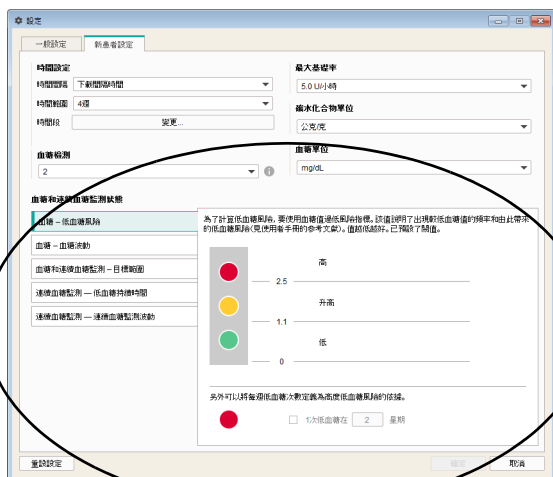 設定
一般設定
新患者設定
時間設定
時間間隔
下載間隔時間
時間範圍
4週
時間段
變更...
血糖檢測
2
最大基礎率
5.0 U/小時
碳水化合物單位
公克/克
血糖單位
mg/dL
血糖和連續血糖監測狀態
血糖 – 低血糖風險
血糖 – 血糖波動
血糖和連續血糖監測 – 目標範圍
連續血糖監測 — 低血糖持續時間
連續血糖監測 — 連續血糖監測波動
為了計算低血糖風險, 要使用血糖值過低風險指標。該值說明了出現較低血糖值的頻率和由此帶來
的低血糖風險(見使用者手冊的參考文獻)。值越低越好。已預設了閾值。
高
2.5
升高
1.1
低
0
另外可以將每週低血糖次數定義為高度低血糖風險的依據。
1次低血糖在
2
星期
重設設定
確定
取消